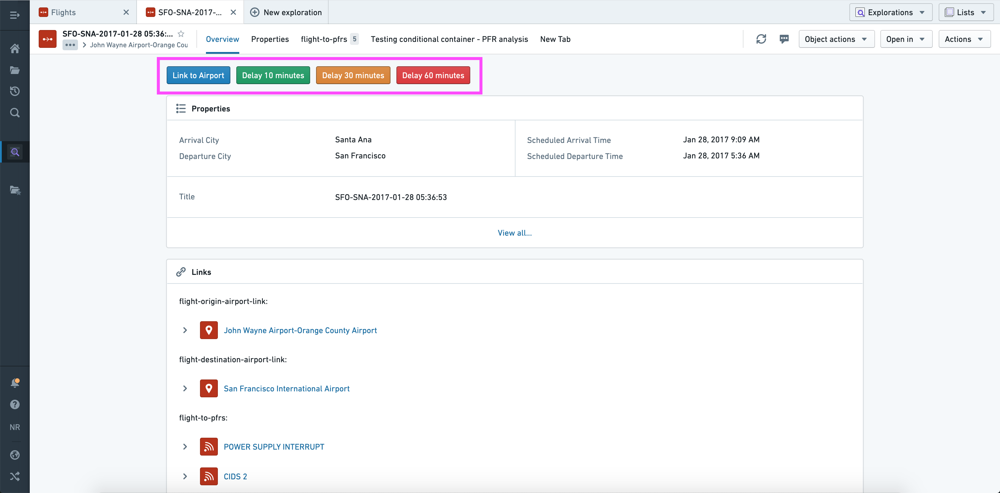 Flights
SFO-SNA-2017-...
New exploration
Explorations
Lists
SFO-SNA-2017-01-28 05:36:...
... > John Wayne Airport-Orange Cou
Overview
Properties
flight-to-pfrs 5
Testing conditional container - PFR analysis
New Tab
Object actions
Open in
Actions
Link to Airport
Delay 10 minutes
Delay 30 minutes
Delay 60 minutes
Properties
Arrival City Santa Ana
Departure City San Francisco
Scheduled Arrival Time Jan 28, 2017 9:09 AM
Scheduled Departure Time Jan 28, 2017 5:36 AM
Title SFO-SNA-2017-01-28 05:36:53
View all...
Links
flight-origin-airport-link:
John Wayne Airport-Orange County Airport
flight-destination-airport-link:
San Francisco International Airport
flight-to-pfrs:
POWER SUPPLY INTERRUPT
CIDS 2
NR